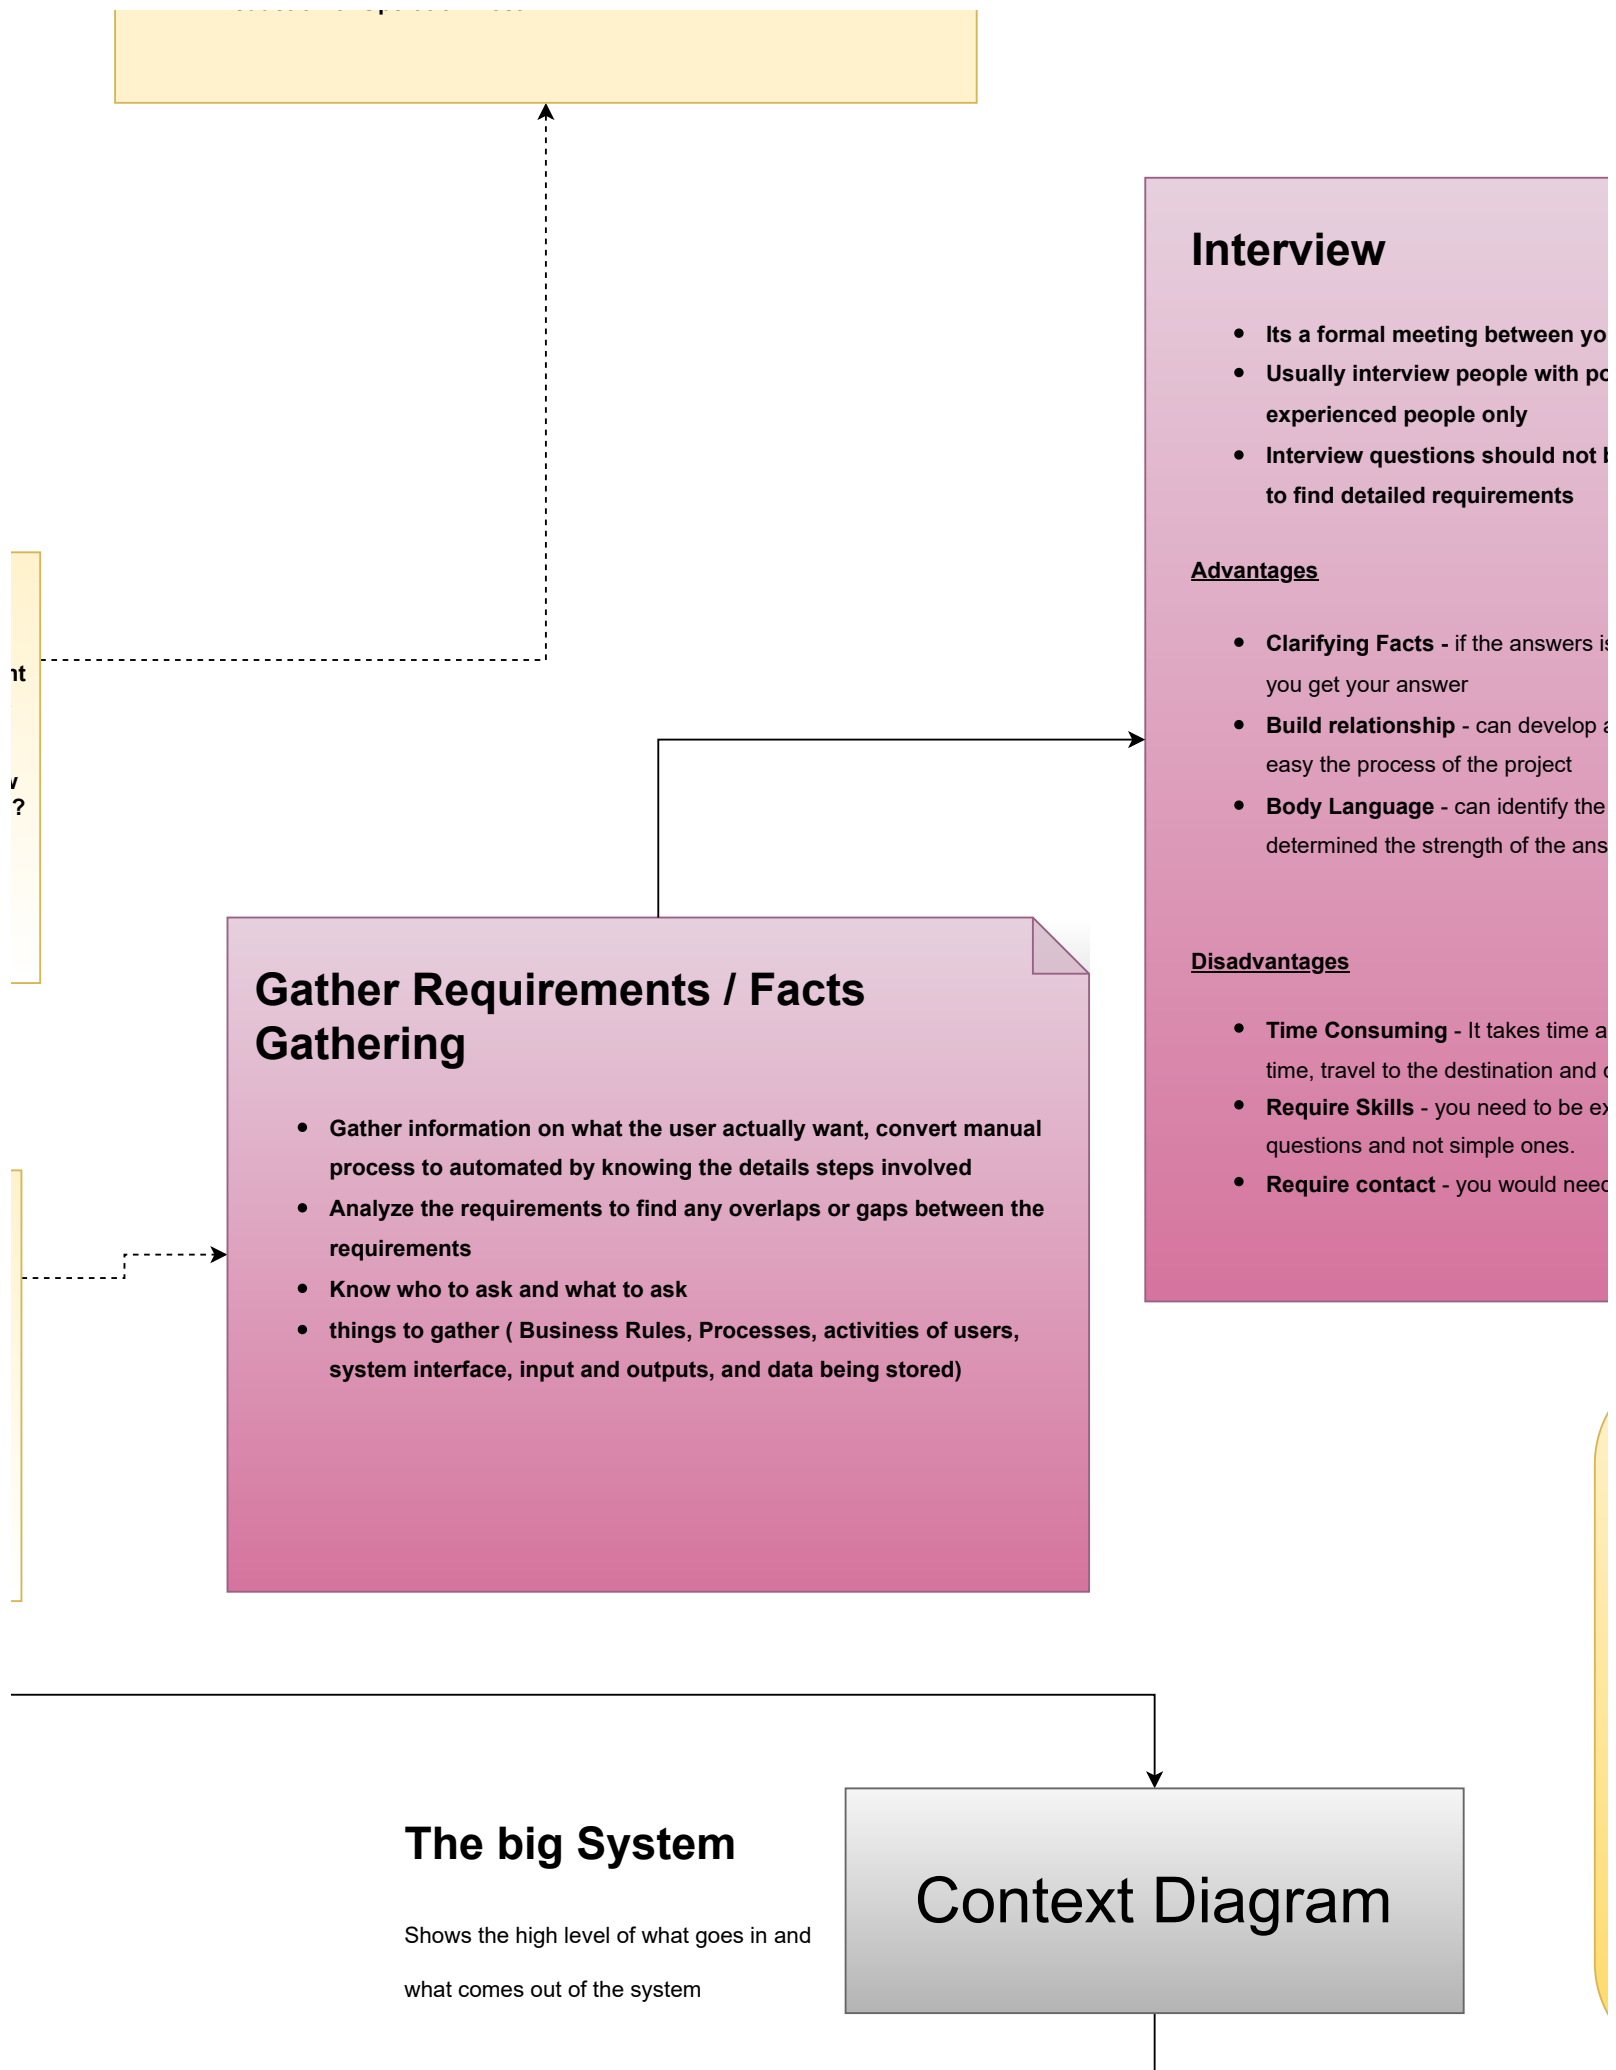 Interview
Its a formal meeting between
Usually interview people with
experienced people only
Interview questions should not
to find detailed requirements
Advantages
Clarifying Facts - if the answers
you get your answer
Build relationship - can develop
easy the process of the project
Body Language - can identify the
determined the strength of the
?
Gather Requirements / Facts
Gathering
Gather information on what the user actually want, convert manual
process to automated by knowing the details steps involved
Analyze the requirements to find any overlaps or gaps between the
requirements
Know who to ask and what to ask
things to gather ( Business Rules, Processes, activities of users,
system interface, input and outputs, and data being stored)
Disadvantages
Time Consuming - It takes time
time, travel to the destination and
Require Skills - you need to be
questions and not simple ones.
Require contact - you would
The big System
Shows the high level of what goes in and
what comes out of the system
Context Diagram